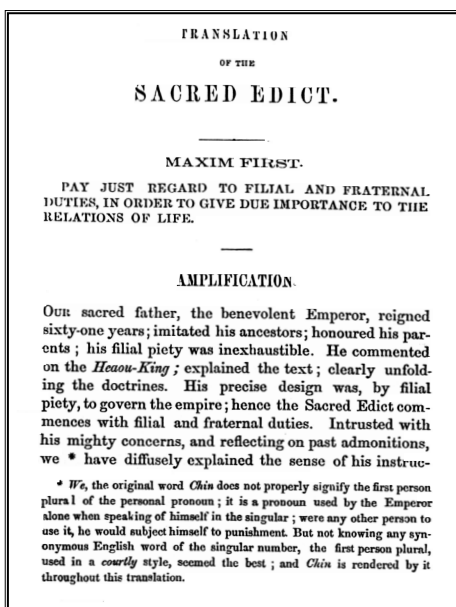 TRANSLATION
OF THE
SACRED EDICT.
MAXIM FIRST.
PAY JUST REGARD TO FILIAL AND FRATERNAL
DUTIES, IN ORDER TO GIVE DUE IMPORTANCE TO THE
RELATIONS OF LIFE.
AMPLIFICATION.
OUR sacred father, the benevolent Emperor, reigned
sixty-one years; imitated his ancestors; honoured his par-
ents ; his filial piety was inexhaustible. He commented
on the Heaou-King ; explained the text ; clearly unfold-
ing the doctrines. His precise design was, by filial
piety, to govern the empire; hence the Sacred Edict com-
mences with filial and fraternal duties. Intrusted with
his mighty concerns, and reflecting on past admonitions,
we * have diffusely explained the sense of his instruc-
* We, the original word Chin does not properly signify the first person
plural of the personal pronoun ; it is a pronoun used by the Emperor
alone when speaking of himself in the singular ; were any other person to
use it, he would subject himself to punishment. But not knowing any syn-
onymous English word of the singular number, the first person plural,
used in a courtly style, seemed the best ; and Chin is rendered by it
throughout this translation.